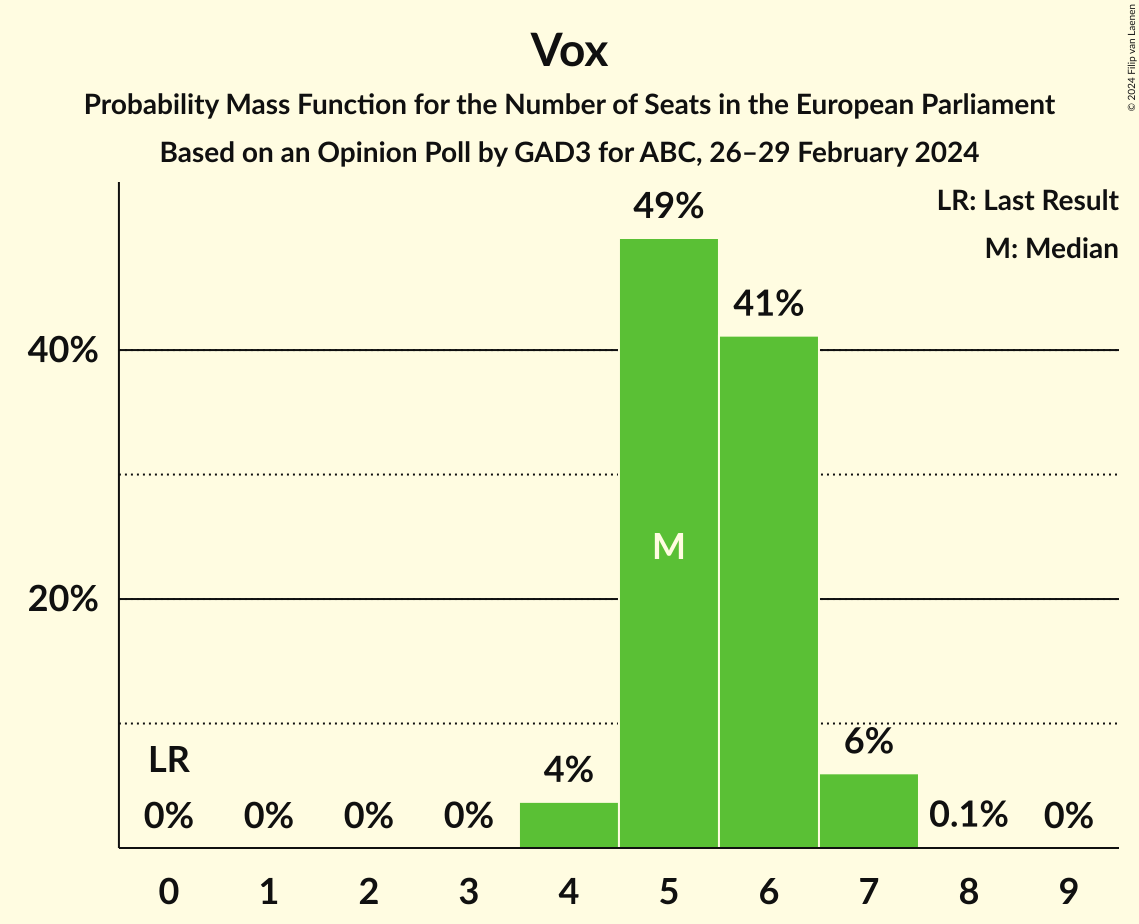 Vox
Probability Mass Function for the Number of Seats in the European Parliament
Based on an Opinion Poll by GAD3 for ABC, 26–29 February 2024
© 2024 Filip van Laenen
LR: Last Result
M: Median
49%
41%
40%
M
20%
LR
6%
4%
0% 0% 0% 0% 0.1% 0%
0 1 2 3 4 5 6 7 8 9